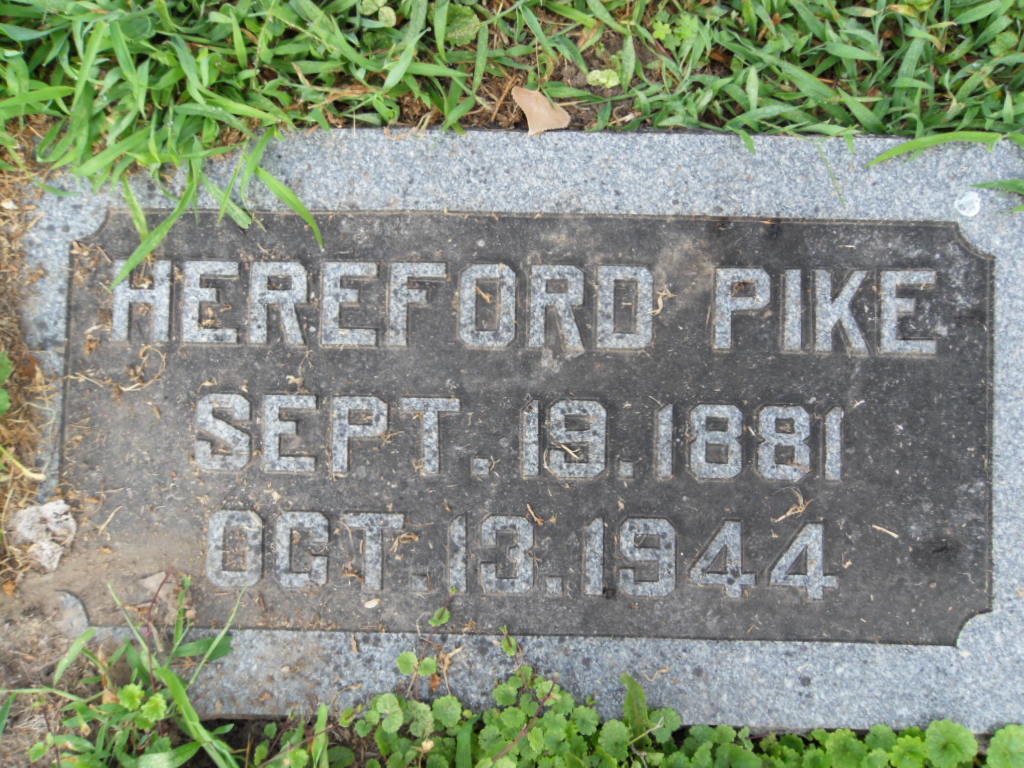 HEREFORD PIKE
SEPT. 19. 1881
OCT. 13. 1944